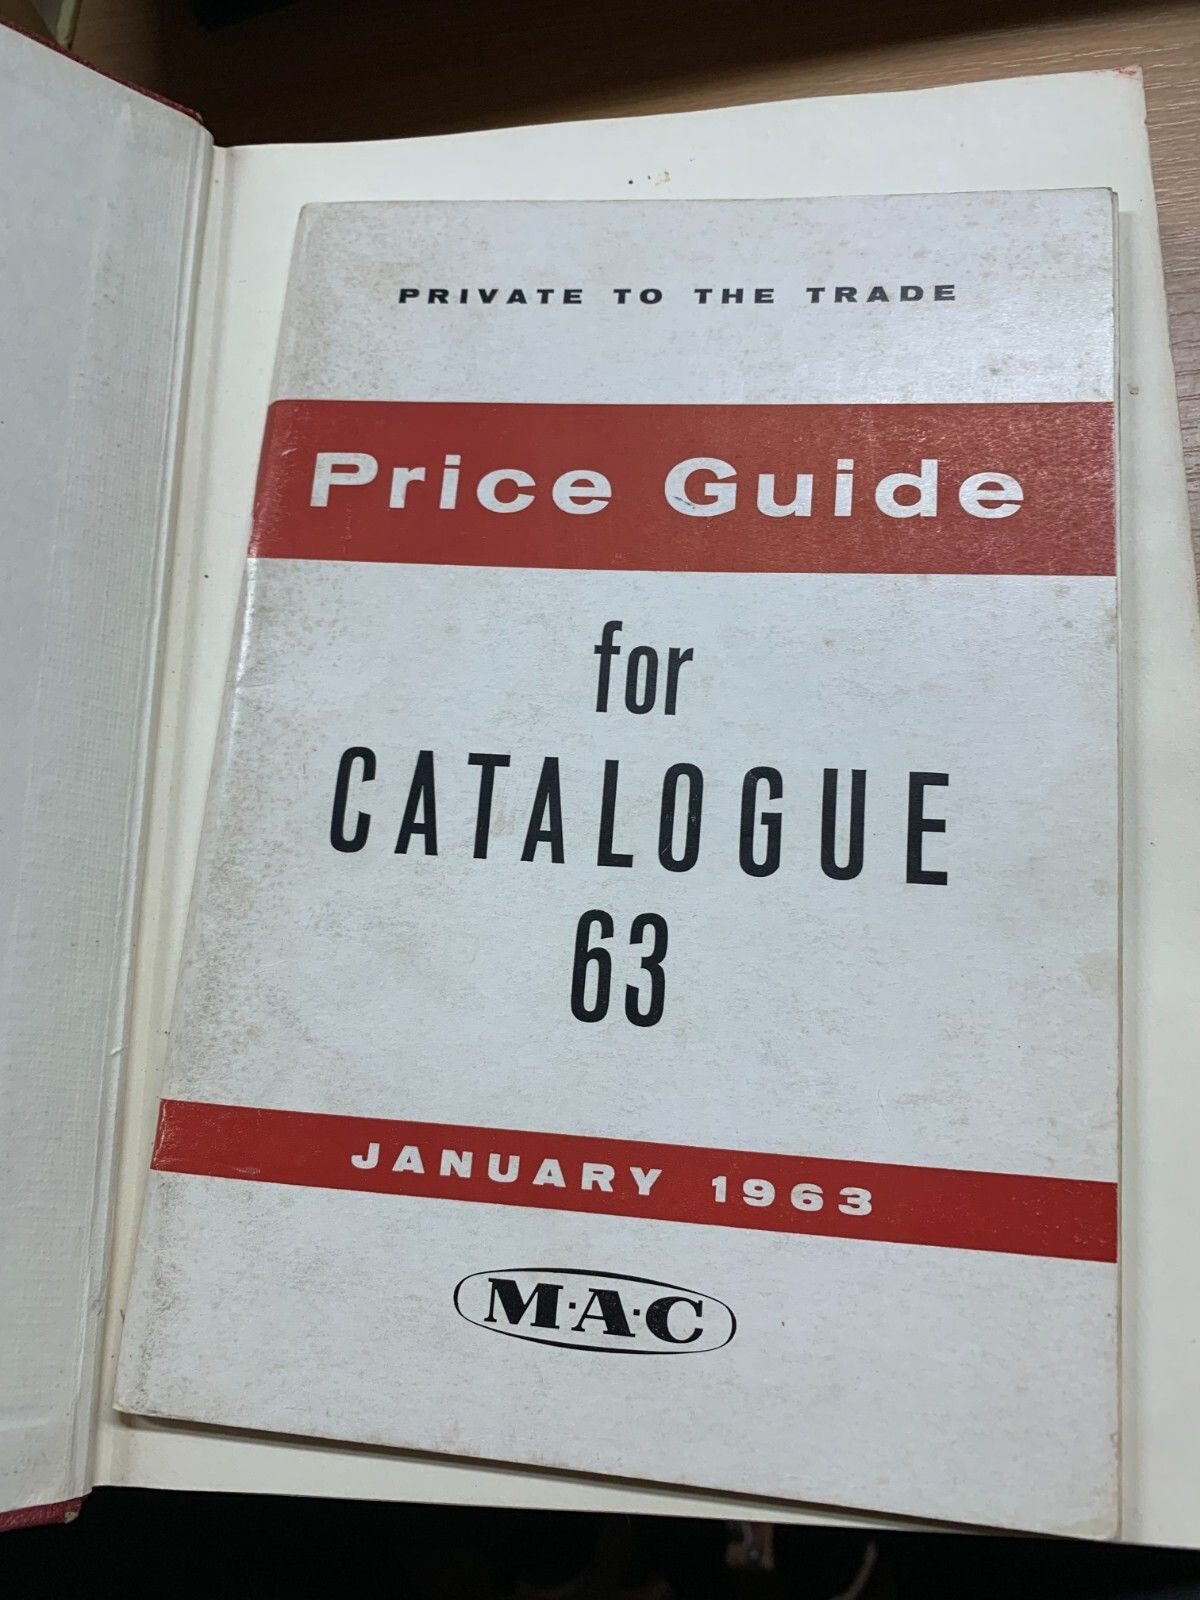 PRIVATE TO THE TRADE
Price Guide
for
CATALOGUE
63
JANUARY 1963
M·A·C